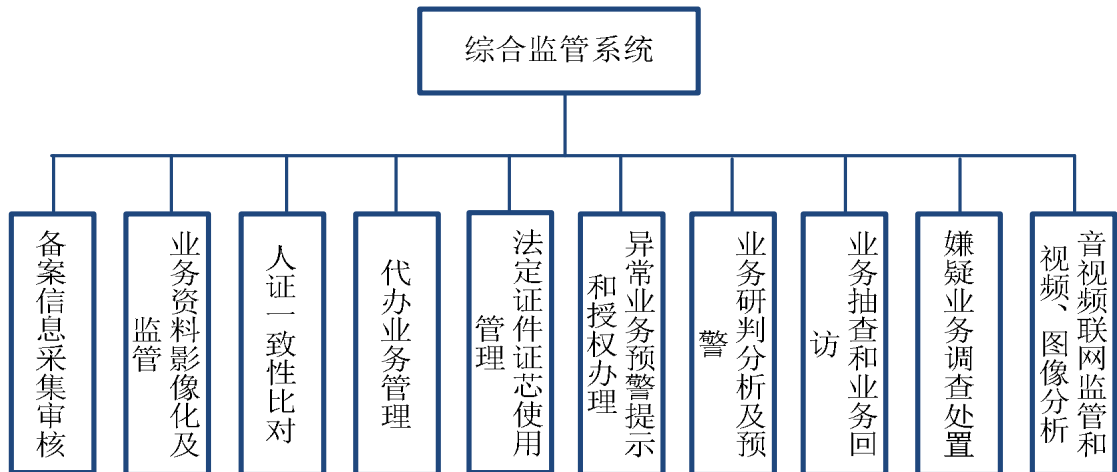 综合监管系统
备案信息采集审核
业务资料影像化及
监管
人证一致性比对
代办业务管理
法定证件证芯使用
管理
异常业务预警提示
和授权办理
业务研判分析及预
警
业务抽查和业务回
访
嫌疑业务调查处置
音视频联网监管和
视频、图像分析